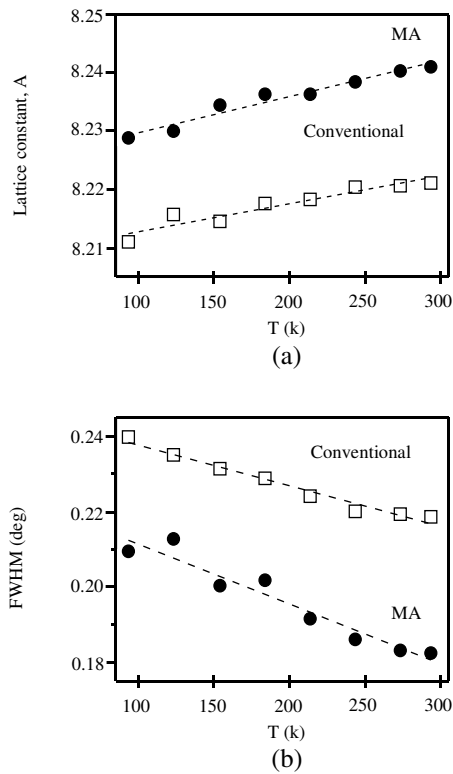 8.25
MA
8.24
Lattice constant, A
8.23
Conventional
8.22
8.21
100 150 200 250 300
T (k)
(a)
0.24
Conventional
0.22
FWHM (deg)
0.20
MA
0.18
100 150 200 250 300
T (k)
(b)